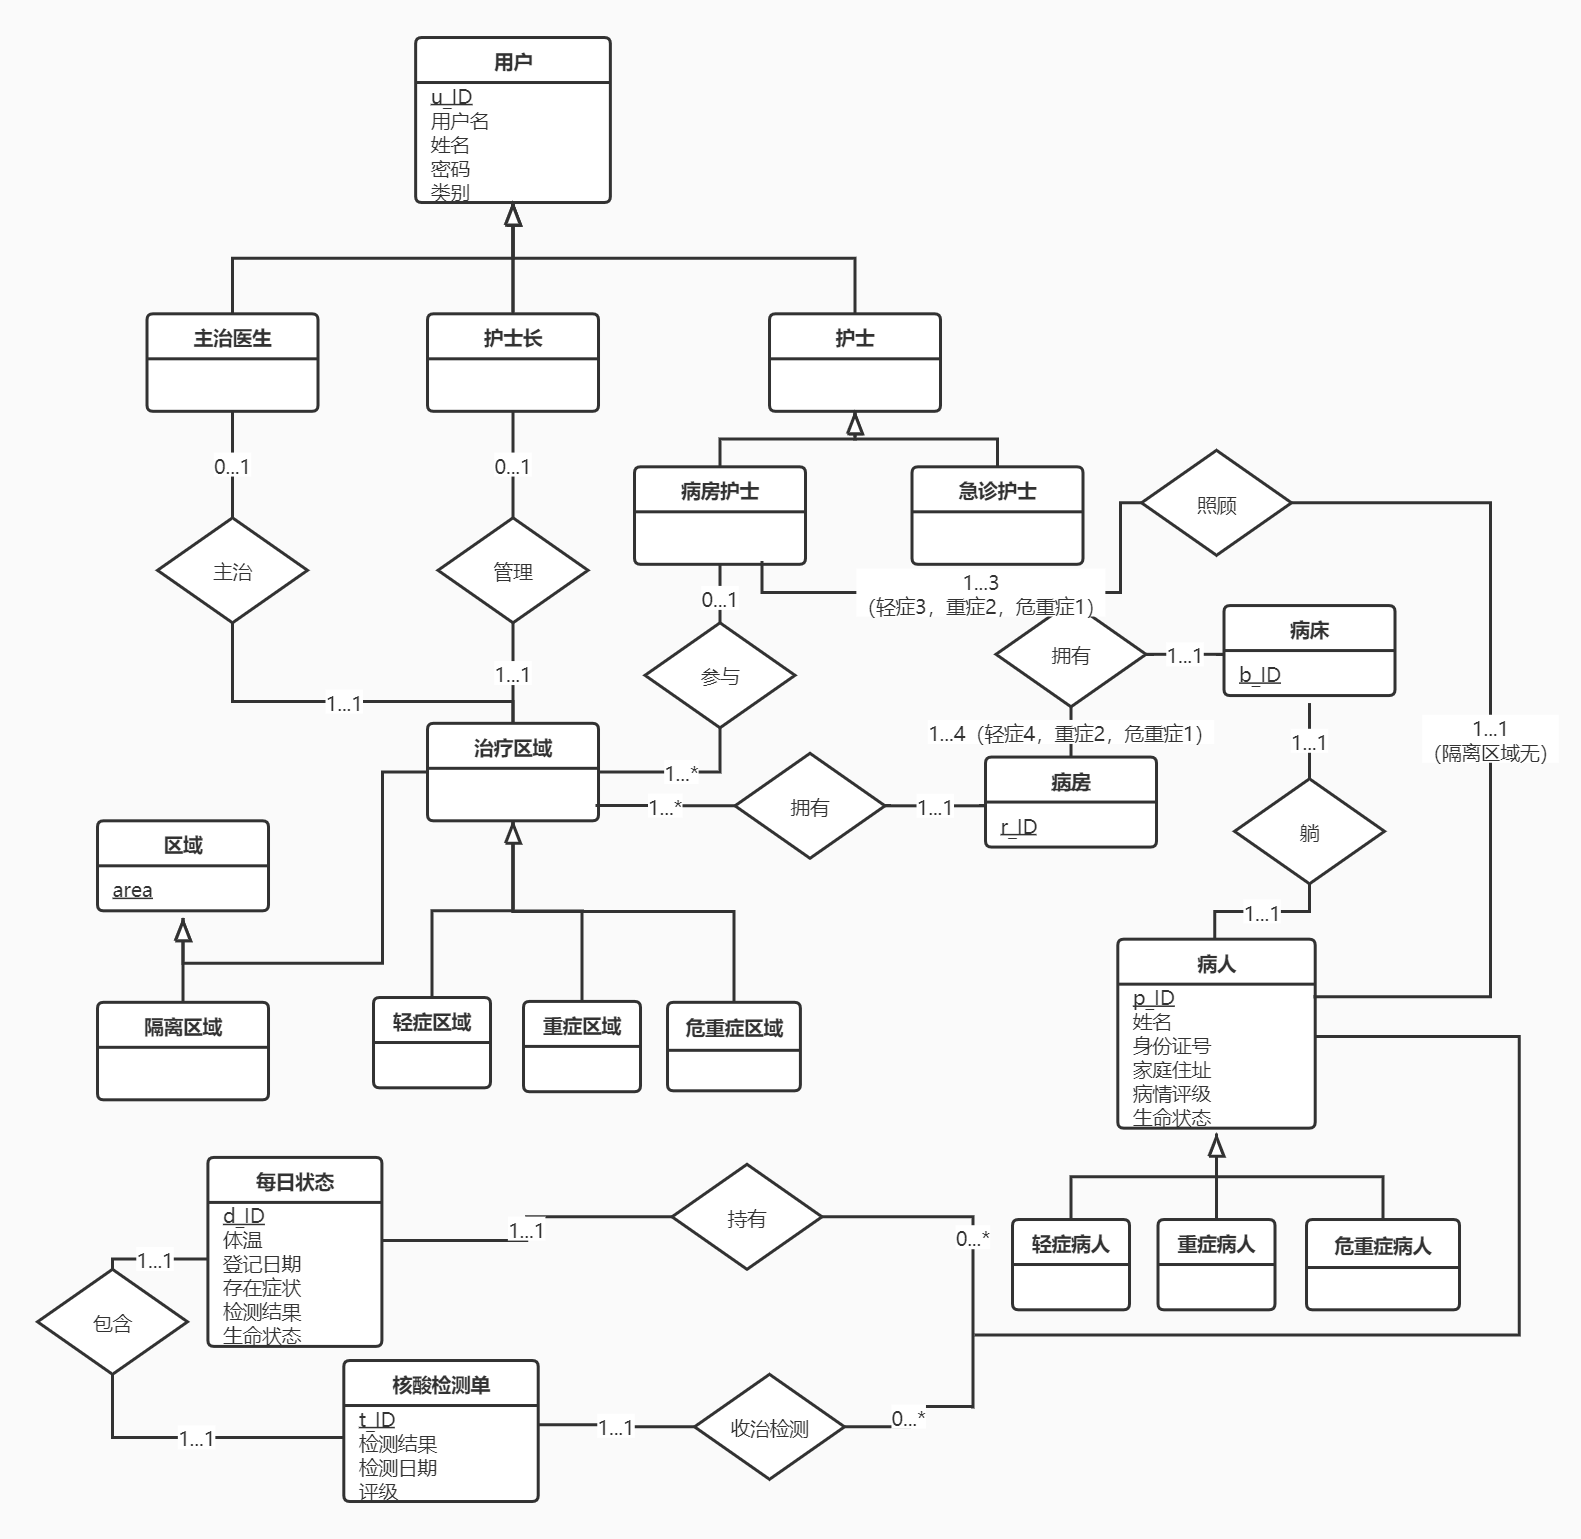 用户
u_ID
用户名
姓名
密码
类别
主治医生
护士长
护士
0...1
0...1
病房护士
急诊护士
照顾
主治
管理
0...1
1...3
（轻症3，重症2，危重症1）
病床
b_ID
拥有
1...1
参与
1...1
1...1
1...4（轻症4，重症2，危重症1）
1...1
1...1
（隔离区域无）
治疗区域
1...*
病房
r_ID
1...*
拥有
1...1
躺
区域
area
1...1
病人
p_ID
姓名
身份证号
家庭住址
病情评级
生命状态
隔离区域
轻症区域
重症区域
危重症区域
每日状态
d_ID
体温
登记日期
存在症状
检测结果
生命状态
1...1
持有
0...*
轻症病人
重症病人
危重症病人
1...1
包含
核酸检测单
t_ID
检测结果
检测日期
评级
1...1
1...1
收治检测
0...*